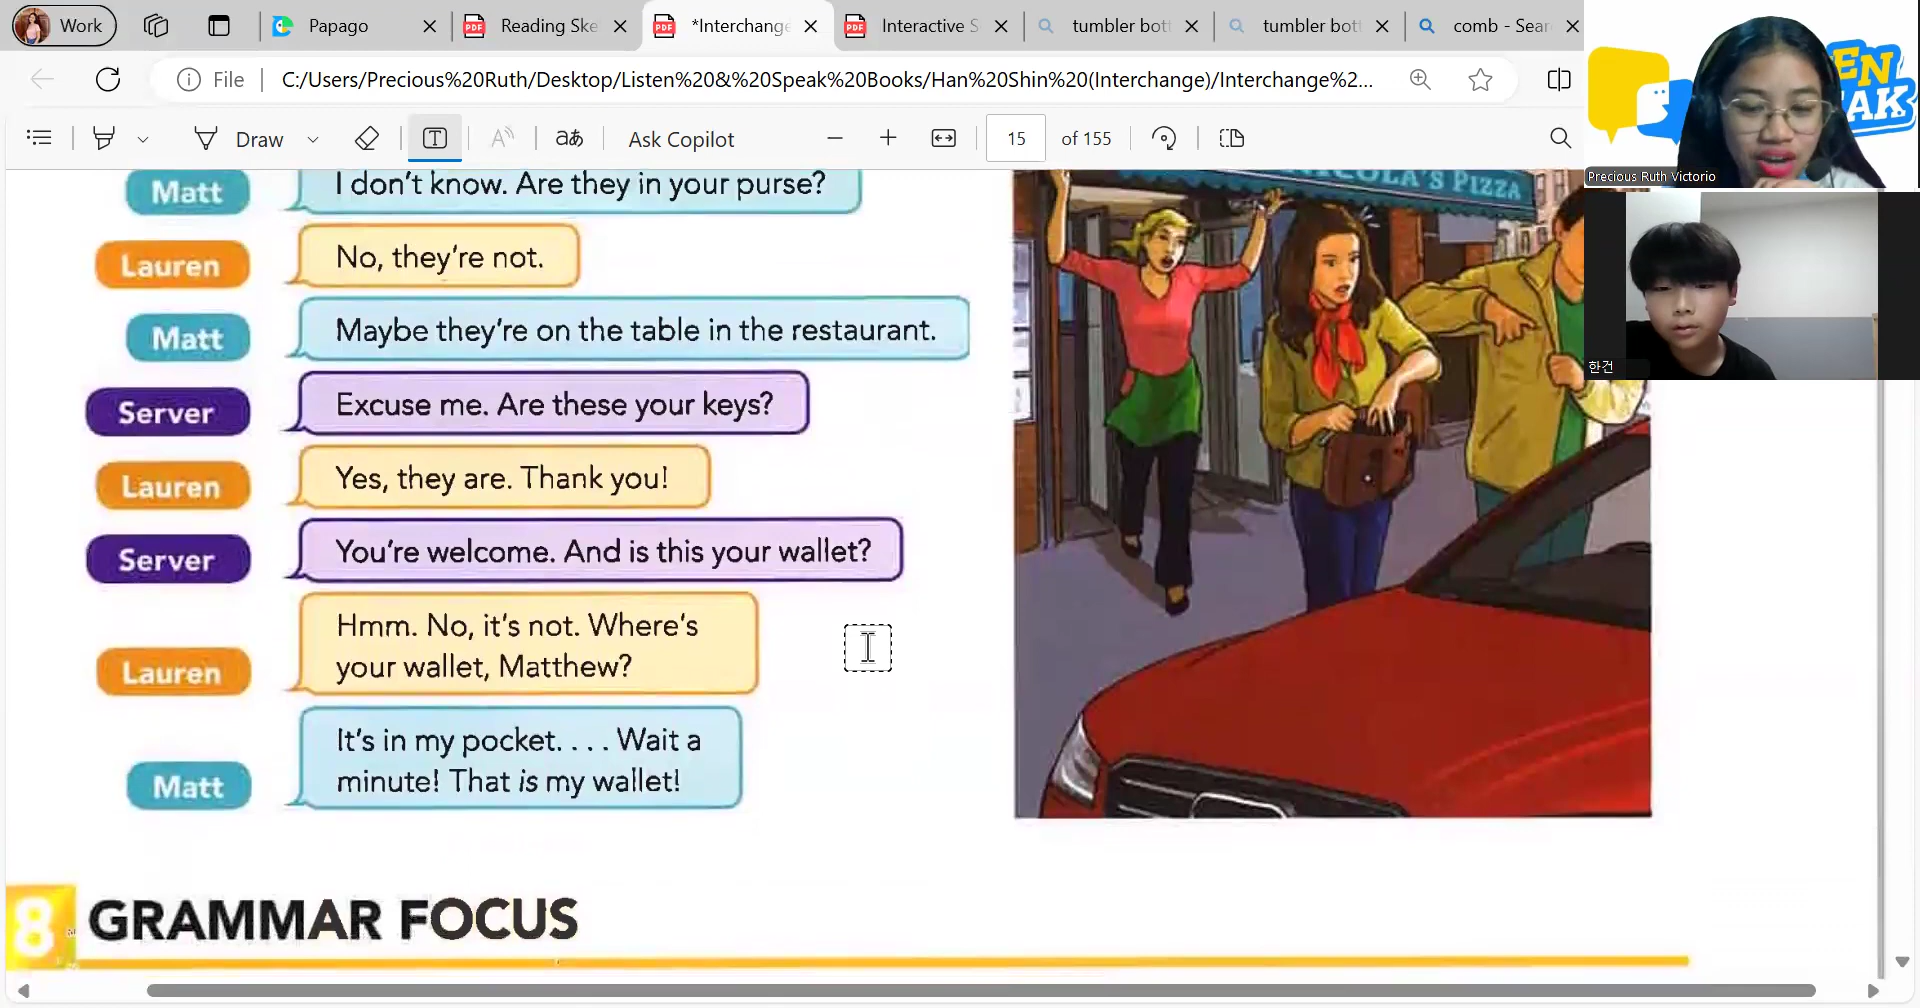 Work
Papago
Reading Ske
*Interchange
Interactive S
tumbler bott
tumbler bott
comb - Sear
File
C:/Users/Precious%20Ruth/Desktop/Listen%20&%20Speak%20Books/Han%20Shin%20(Interchange)/Interchange%2...
Draw
Ask Copilot
15 of 155
EN
EAK
Precious Ruth Victorio
한건
Matt
I don't know. Are they in your purse?
Lauren
No, they're not.
Matt
Maybe they're on the table in the restaurant.
Server
Excuse me. Are these your keys?
Lauren
Yes, they are. Thank you!
Server
You're welcome. And is this your wallet?
Lauren
Hmm. No, it's not. Where's
your wallet, Matthew?
Matt
It's in my pocket. . . . Wait a
minute! That is my wallet!
NICOLA'S PIZZA
8 GRAMMAR FOCUS